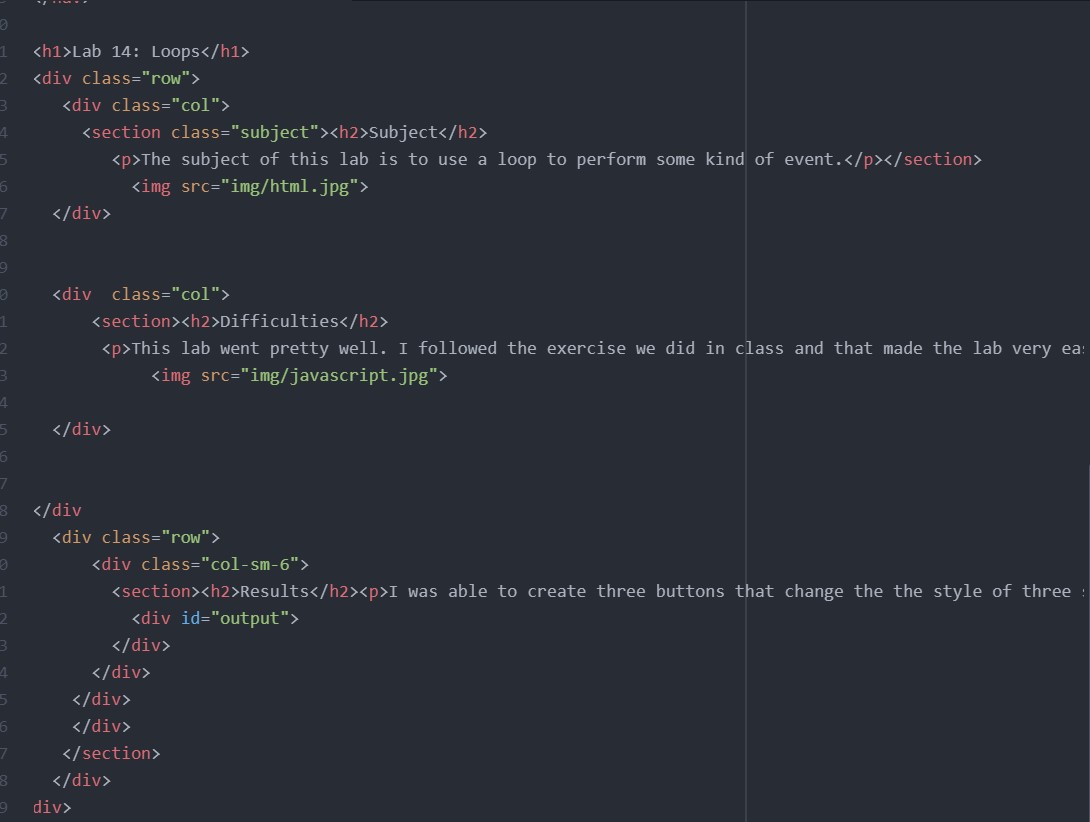 0
1 <h1>Lab 14: Loops</h1>
2 <div class="row">
3 <div class="col">
4 <section class="subject"><h2>Subject</h2>
5 <p>The subject of this lab is to use a loop to perform some kind of event.</p></section>
6 <img src="img/html.jpg">
7 </div>
8
9
0 <div  class="col">
1 <section><h2>Difficulties</h2>
2 <p>This lab went pretty well. I followed the exercise we did in class and that made the lab very
3 <img src="img/javascript.jpg">
4
5 </div>
6
7
8 </div
9 <div class="row">
0 <div class="col-sm-6">
1 <section><h2>Results</h2><p>I was able to create three buttons that change the the style of three
2 <div id="output">
3 </div>
4 </div>
5 </div>
6 </div>
7 </section>
8 </div>
9 div>